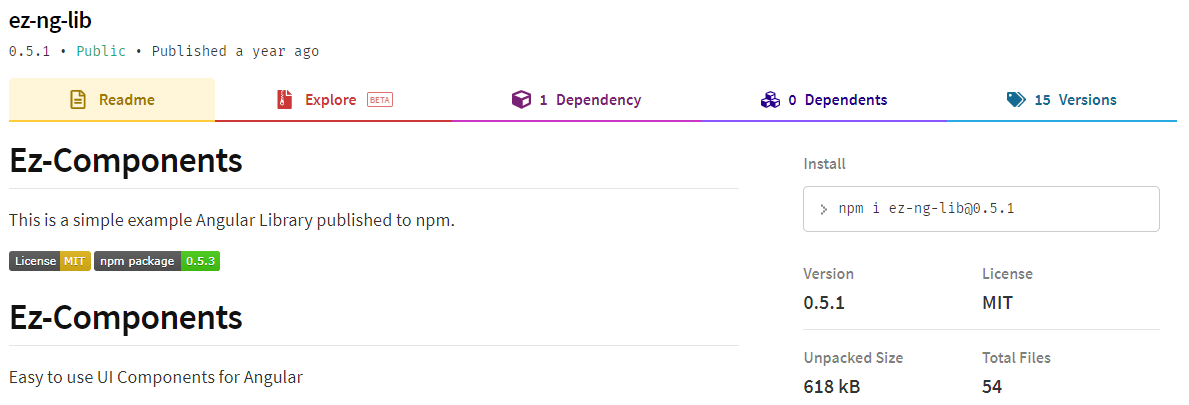 ez-ng-lib
0.5.1 • Public • Published a year ago
Readme
Explore BETA
1 Dependency
0 Dependents
15 Versions
Ez-Components
This is a simple example Angular Library published to npm.
License MIT npm package 0.5.3
Ez-Components
Easy to use UI Components for Angular
Install
> npm i ez-ng-lib@0.5.1
Version
0.5.1
License
MIT
Unpacked Size
618 kB
Total Files
54